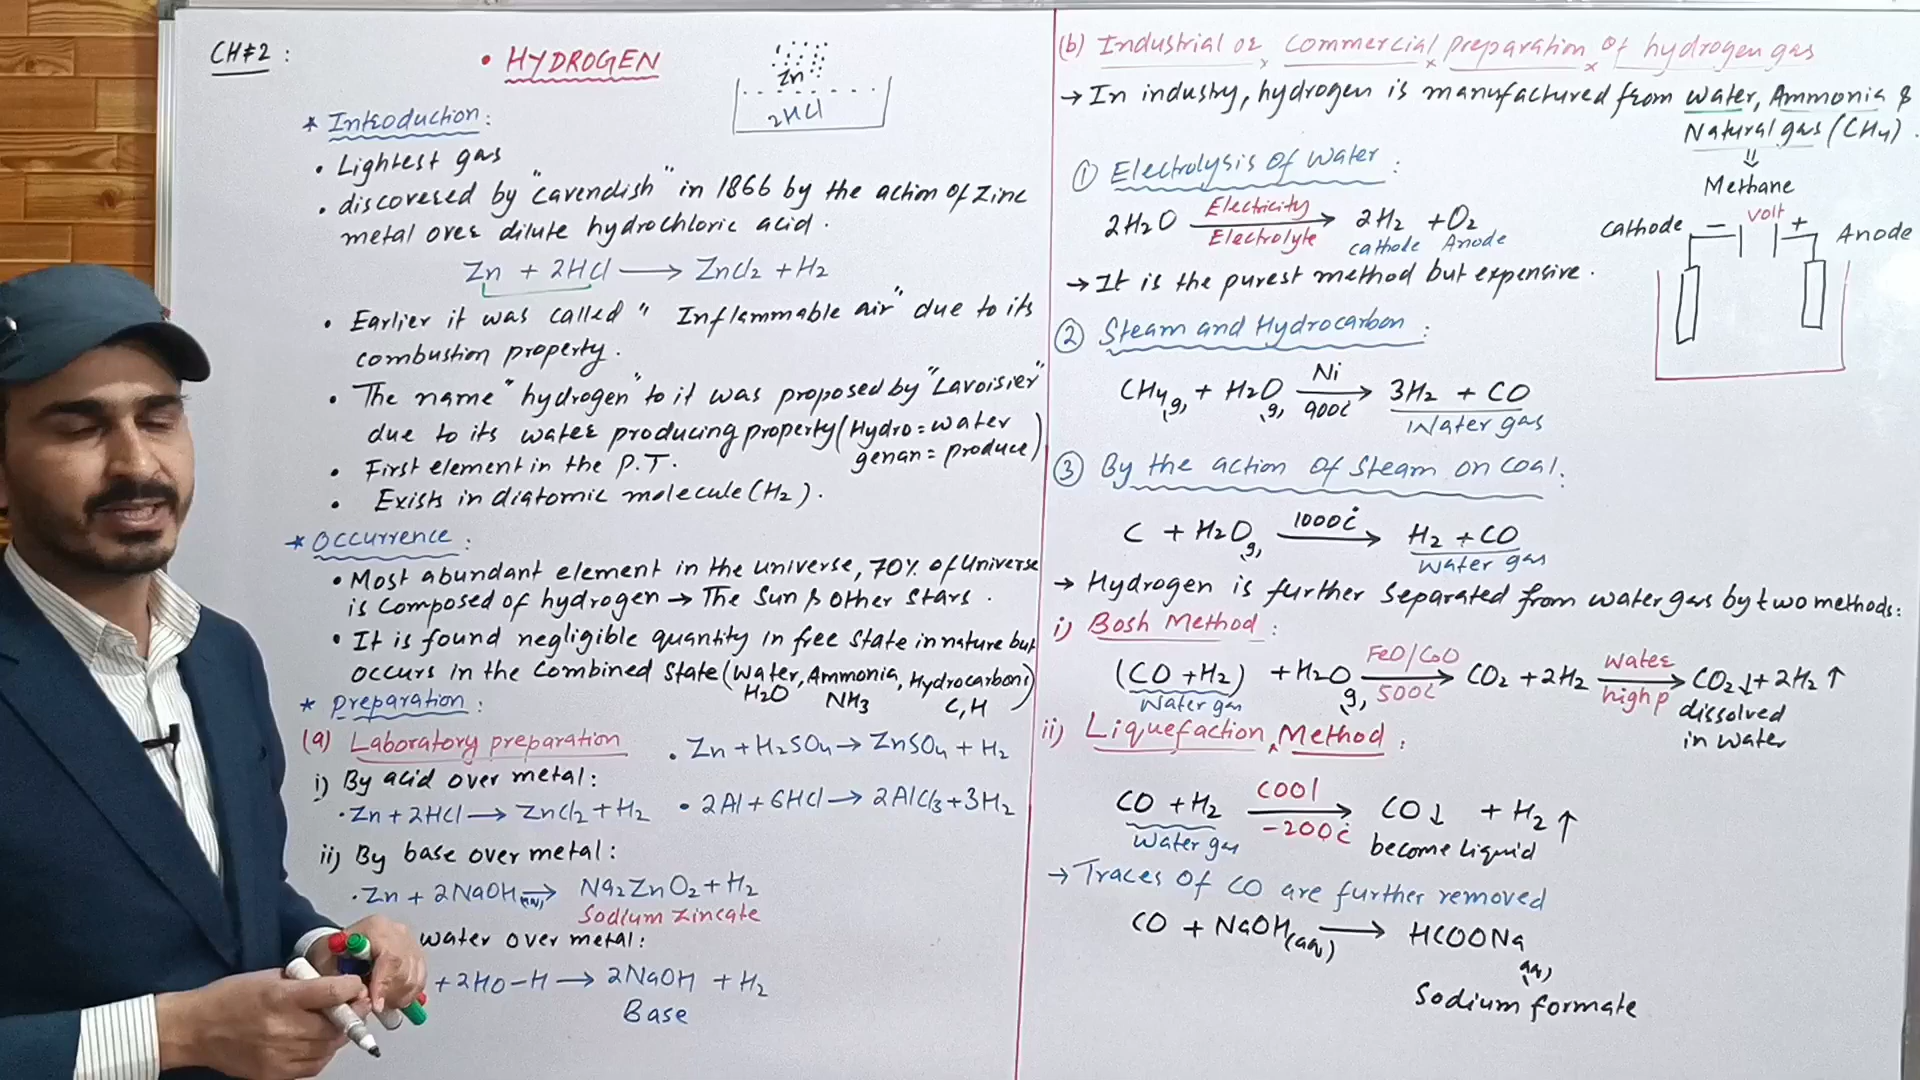 CH#2:
• HYDROGEN
Zn
2HCl
* Introduction:
• Lightest gas
• discovered by "Cavendish" in 1866 by the action of Zinc
metal over dilute hydrochloric acid.
Zn + 2HCl ⟶ ZnCl₂ + H₂
• Earlier it was called "Inflammable air" due to its
combustion property.
• The name "hydrogen" to it was proposed by "Lavoisier"
due to its water producing property (Hydro = water
genan = produce)
• First element in the P.T.
• Exists in diatomic molecule (H₂).
* Occurrence:
• Most abundant element in the universe, 70% of Universe
is composed of hydrogen → The Sun & other stars.
• It is found negligible quantity in free state in nature but
occurs in the Combined State (Water, Ammonia, Hydrocarbons)
H₂O NH₃ C,H
* Preparation:
(a) Laboratory preparation
i) By acid over metal:
• Zn + H₂SO₄ → ZnSO₄ + H₂
• Zn + 2HCl → ZnCl₂ + H₂
• 2Al + 6HCl → 2AlCl₃ + 3H₂
ii) By base over metal:
• Zn + 2NaOH(aq) → Na₂ZnO₂ + H₂
Sodium zincate
water over metal:
+ 2HO-H → 2NaOH + H₂
Base
(b) Industrial or commercial preparation of hydrogen gas
→ In industry, hydrogen is manufactured from water, Ammonia &
Natural gas (CH₄).
⇓
Methane
① Electrolysis of water:
2H₂O Electricity ⟶ Electrolyte 2H₂ + O₂
cathode Anode
→ It is the purest method but expensive.
Cathode − volt + Anode
② Steam and Hydrocarbon:
CH₄(g) + H₂O(g) Ni ⟶ 900°C 3H₂ + CO
Water gas
③ By the action of steam on coal:
C + H₂O(g) 1000°C ⟶ H₂ + CO
water gas
→ Hydrogen is further separated from water gas by two methods:
i) Bosh Method:
(CO + H₂) + H₂O(g) FeO/CoO ⟶ 500°C CO₂ + 2H₂ water ⟶ high p CO₂↓ + 2H₂↑
Water gas dissolved
in water
ii) Liquefaction Method:
CO + H₂ cool ⟶ −200°C CO↓ + H₂↑
Water gas become liquid
→ Traces of CO are further removed
CO + NaOH(aq) ⟶ HCOONa(aq)
Sodium formate